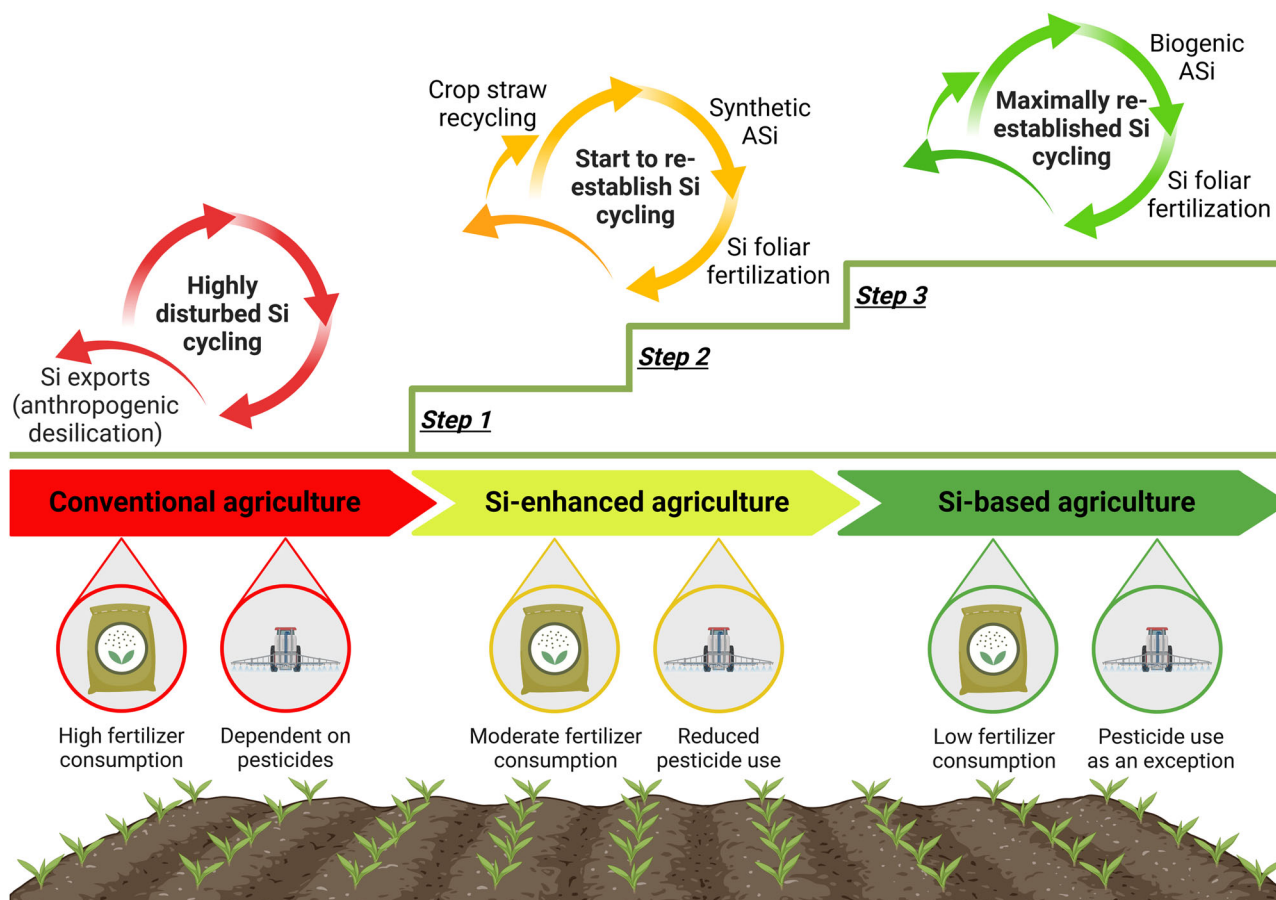 Highly
disturbed Si
cycling
Si exports
(anthropogenic
desilication)
Crop straw
recycling
Synthetic
ASi
Start to re-
establish Si
cycling
Si foliar
fertilization
Biogenic
ASi
Maximally re-
established Si
cycling
Si foliar
fertilization
Step 1
Step 2
Step 3
Conventional agriculture
Si-enhanced agriculture
Si-based agriculture
High fertilizer
consumption
Dependent on
pesticides
Moderate fertilizer
consumption
Reduced
pesticide use
Low fertilizer
consumption
Pesticide use
as an exception